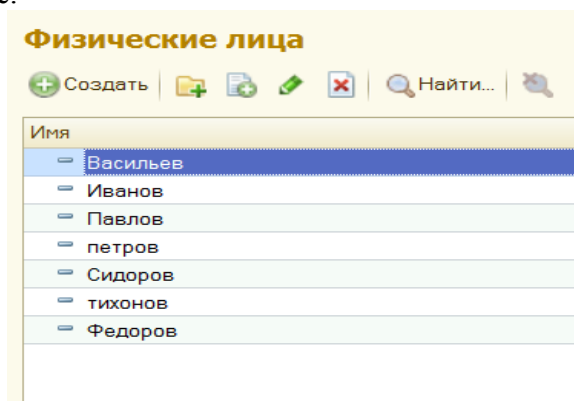 е.
Физические лица
Создать Найти...
Имя
Васильев
Иванов
Павлов
петров
Сидоров
тихонов
Федоров